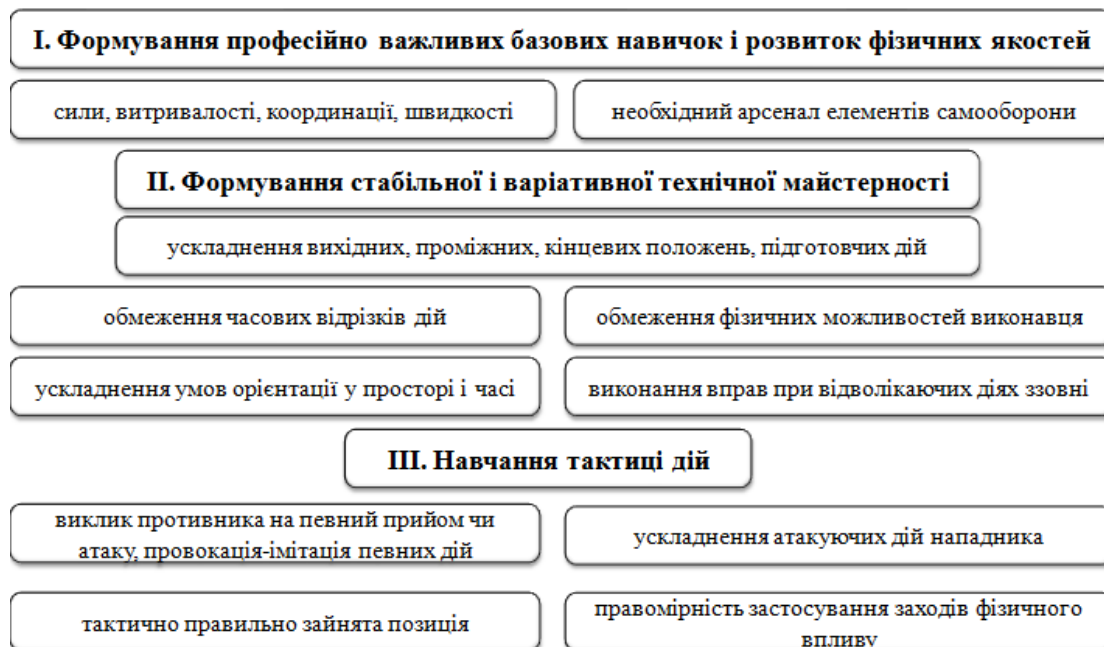 І. Формування професійно важливих базових навичок і розвиток фізичних якостей
сили, витривалості, координації, швидкості
необхідний арсенал елементів самооборони
ІІ. Формування стабільної і варіативної технічної майстерності
ускладнення вихідних, проміжних, кінцевих положень, підготовчих дій
обмеження часових відрізків дій
обмеження фізичних можливостей виконавця
ускладнення умов орієнтації у просторі і часі
виконання вправ при відволікаючих діях ззовні
ІІІ. Навчання тактиці дій
виклик противника на певний прийом чи
атаку, провокація-імітація певних дій
ускладнення атакуючих дій нападника
тактично правильно зайнята позиція
правомірність застосування заходів фізичного
впливу